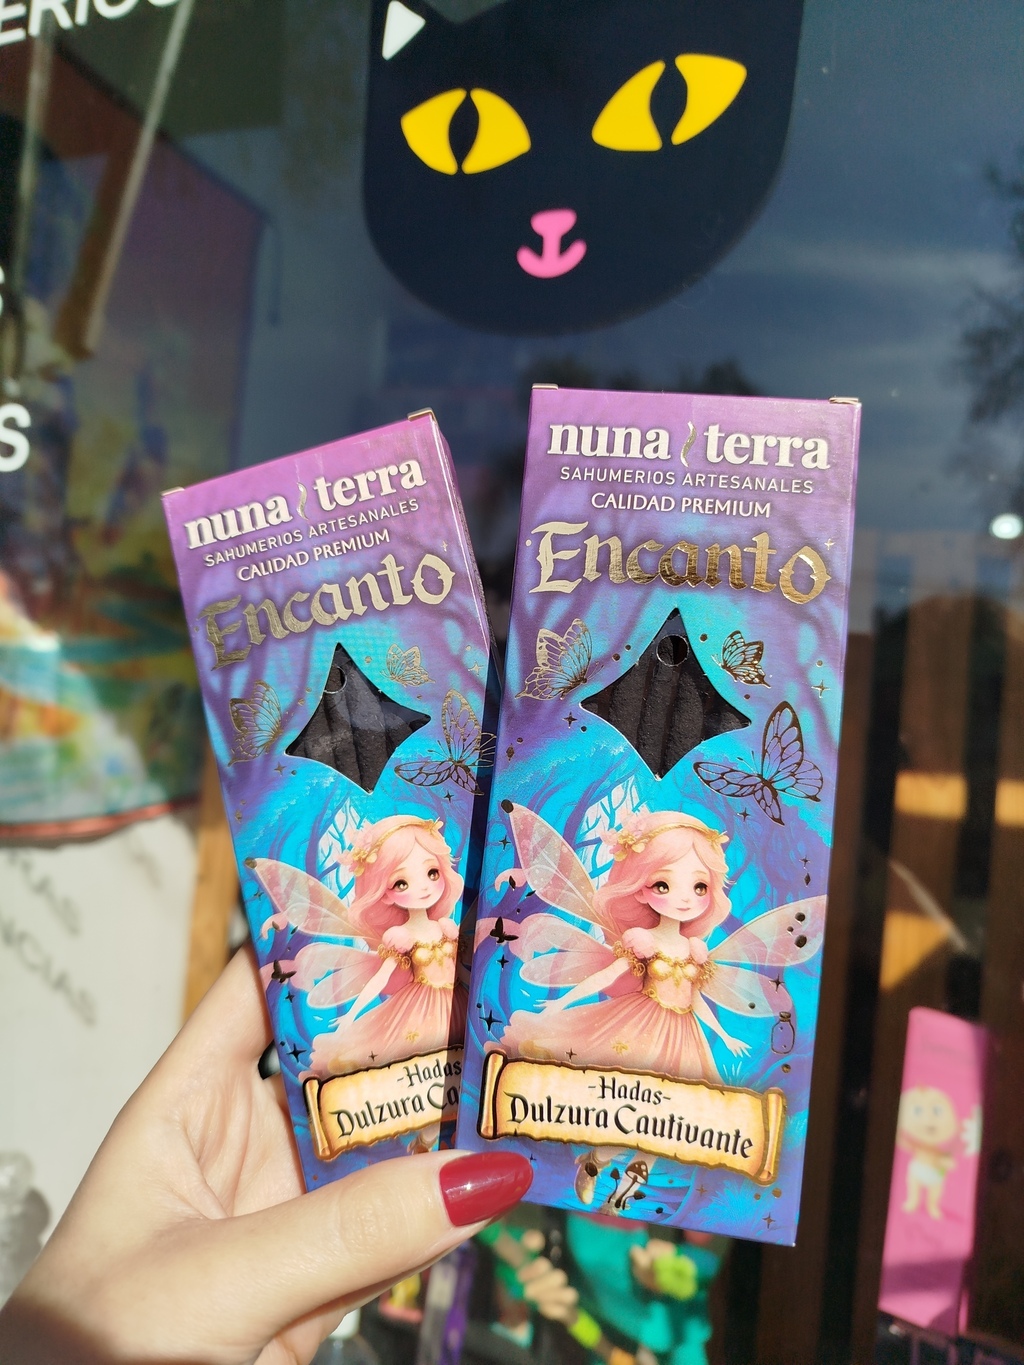 nuna terra
SAHUMERIOS ARTESANALES
CALIDAD PREMIUM
Encanto
-Hadas
Dulzura Ca
nuna terra
SAHUMERIOS ARTESANALES
CALIDAD PREMIUM
Encanto
-Hadas-
Dulzura Cautivante